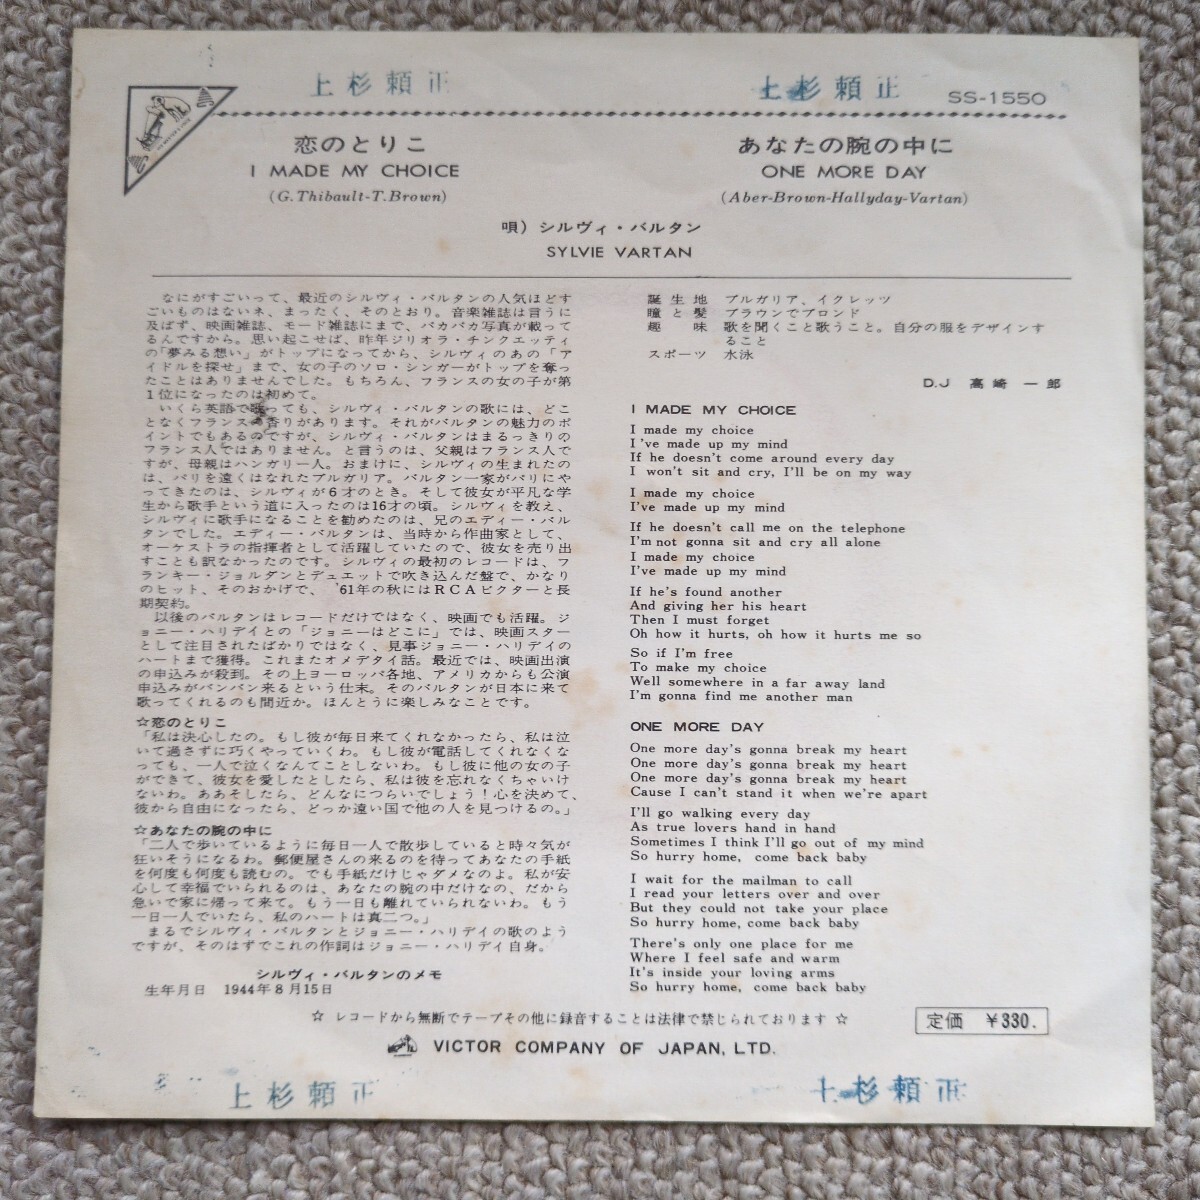 上杉頼正
上杉頼正
SS-1550
恋のとりこ
I MADE MY CHOICE
(G.Thibault-T.Brown)
あなたの腕の中に
ONE MORE DAY
(Aber-Brown-Hallyday-Vartan)
唄）シルヴィ・バルタン
SYLVIE VARTAN
なにがすごいって、最近のシルヴィ・バルタンの人気ほどす
ごいものはないネ、まったく、そのとおり。音楽雑誌は言うに
及ばず、映画雑誌、モード雑誌にまで、バカバカ写真が載って
るんですから。思い起こせば、昨年ジリオラ・チンクエッティ
の「夢みる想い」がトップになってから、シルヴィのあの「ア
イドルを探せ」まで、女の子のソロ・シンガーがトップを奪っ
たことはありませんでした。もちろん、フランスの女の子が第
1位になったのは初めて。
いくら英語で歌っても、シルヴィ・バルタンの歌には、どこ
となくフランスの香りがあります。それがバルタンの魅力のポ
イントでもあるのですが、シルヴィ・バルタンはまるっきりの
フランス人ではありません。と言うのは、父親はフランス人で
すが、母親はハンガリー人。おまけに、シルヴィの生まれたの
は、パリを遠くはなれたブルガリア。バルタン一家がパリにや
ってきたのは、シルヴィが6才のとき。そして彼女が平凡な学
生から歌手という道に入ったのは16才の頃。シルヴィを教え、
シルヴィに歌手になることを勧めたのは、兄のエディー・バル
タンでした。エディー・バルタンは、当時から作曲家として、
オーケストラの指揮者として活躍していたので、彼女を売り出
すことも訳なかったのです。シルヴィの最初のレコードは、フ
ランキー・ジョルダンとデュエットで吹き込んだ盤で、かなり
のヒット、そのおかげで、'61年の秋にはRCAビクターと長
期契約。
以後のバルタンはレコードだけではなく、映画でも活躍。ジ
ョニー・ハリデイとの「ジョニーはどこに」では、映画スター
として注目されたばかりではなく、見事ジョニー・ハリデイの
ハートまで獲得。これまたオメデタイ話。最近では、映画出演
の申込みが殺到。その上ヨーロッパ各地、アメリカからも公演
申込みがバンバン来るという仕末。そのバルタンが日本に来て
歌ってくれるのも間近か。ほんとうに楽しみなことです。
☆恋のとりこ
「私は決心したの。もし彼が毎日来てくれなかったら、私は泣
いて過さずに巧くやっていくわ。もし彼が電話してくれなくな
っても、一人で泣くなんてことしないわ。もし彼に他の女の子
ができて、彼女を愛したとしたら、私は彼を忘れなくちゃいけ
ないわ。ああそしたら、どんなにつらいでしょう！心を決めて、
彼から自由になったら、どっか遠い国で他の人を見つけるの。」
☆あなたの腕の中に
「二人で歩いているように毎日一人で散歩していると時々気が
狂いそうになるわ。郵便屋さんの来るのを待ってあなたの手紙
を何度も何度も読むの。でも手紙だけじゃダメなのよ。私が安
心して幸福でいられるのは、あなたの腕の中だけなの、だから
急いで家に帰って来て。もう一日も離れていられないわ。もう
一日一人でいたら、私のハートは真二つ。」
まるでシルヴィ・バルタンとジョニー・ハリデイの歌のよう
ですが、そのはずでこれの作詞はジョニー・ハリデイ自身。
シルヴィ・バルタンのメモ
生年月日 1944年8月15日
誕生地 ブルガリア、イクレッツ
瞳と髪 ブラウンでブロンド
趣味 歌を聞くこと歌うこと。自分の服をデザインす
ること
スポーツ 水泳
D.J 高崎一郎
I MADE MY CHOICE
I made my choice
I've made up my mind
If he doesn't come around every day
I won't sit and cry, I'll be on my way
I made my choice
I've made up my mind
If he doesn't call me on the telephone
I'm not gonna sit and cry all alone
I made my choice
I've made up my mind
If he's found another
And giving her his heart
Then I must forget
Oh how it hurts, oh how it hurts me so
So if I'm free
To make my choice
Well somewhere in a far away land
I'm gonna find me another man
ONE MORE DAY
One more day's gonna break my heart
One more day's gonna break my heart
One more day's gonna break my heart
Cause I can't stand it when we're apart
I'll go walking every day
As true lovers hand in hand
Sometimes I think I'll go out of my mind
So hurry home, come back baby
I wait for the mailman to call
I read your letters over and over
But they could not take your place
So hurry home, come back baby
There's only one place for me
Where I feel safe and warm
It's inside your loving arms
So hurry home, come back baby
☆ レコードから無断でテープその他に録音することは法律で禁じられております ☆
定価 ¥330.
VICTOR COMPANY OF JAPAN, LTD.
上杉頼正
上杉頼正